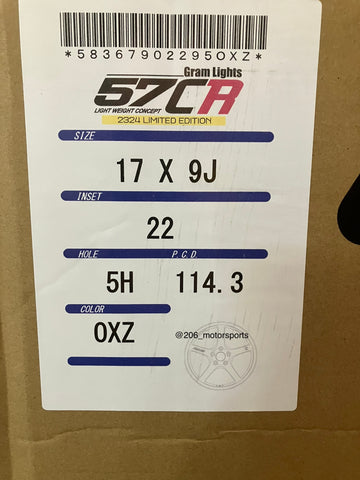 *583679022950XZ*
Gram Lights
57CR
LIGHT WEIGHT CONCEPT
2324 LIMITED EDITION
SIZE
17 X 9J
INSET
22
HOLE P.C.D.
5H 114.3
COLOR
0XZ
@206_motorsports